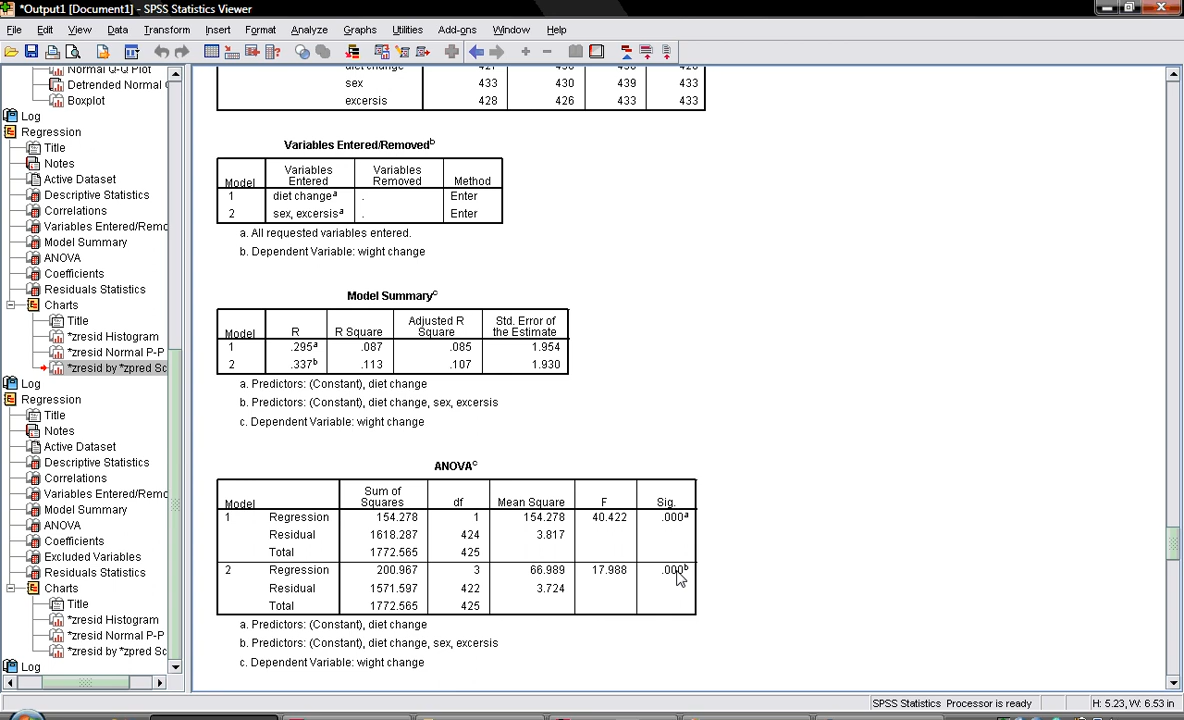 *Output1 [Document1] - SPSS Statistics Viewer
File Edit View Data Transform Insert Format Analyze Graphs Utilities Add-ons Window Help
Normal Q-Q Plot
Detrended Normal
Boxplot
Log
Regression
Title
Notes
Active Dataset
Descriptive Statistics
Correlations
Variables Entered/Remo
Model Summary
ANOVA
Coefficients
Residuals Statistics
Charts
Title
*zresid Histogram
*zresid Normal P-P
*zresid by *zpred Sc
Log
Regression
Title
Notes
Active Dataset
Descriptive Statistics
Correlations
Variables Entered/Remo
Model Summary
ANOVA
Coefficients
Excluded Variables
Residuals Statistics
Charts
Title
*zresid Histogram
*zresid Normal P-P
*zresid by *zpred Sc
Log
diet change
sex 433 430 439 433
excersis 428 426 433 433
Variables Entered/Removedb
Model Variables Entered Variables Removed Method
1 diet changea . Enter
2 sex, excersisa . Enter
a. All requested variables entered.
b. Dependent Variable: wight change
Model Summaryc
Model R R Square Adjusted R Square Std. Error of the Estimate
1 .295a .087 .085 1.954
2 .337b .113 .107 1.930
a. Predictors: (Constant), diet change
b. Predictors: (Constant), diet change, sex, excersis
c. Dependent Variable: wight change
ANOVAc
Model Sum of Squares df Mean Square F Sig.
1 Regression 154.278 1 154.278 40.422 .000a
Residual 1618.287 424 3.817
Total 1772.565 425
2 Regression 200.967 3 66.989 17.988 .000b
Residual 1571.597 422 3.724
Total 1772.565 425
a. Predictors: (Constant), diet change
b. Predictors: (Constant), diet change, sex, excersis
c. Dependent Variable: wight change
SPSS Statistics Processor is ready H: 5.23, W: 6.53 in